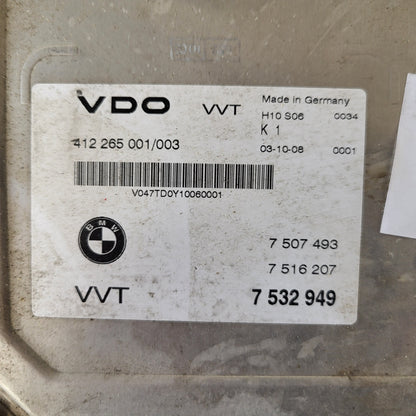 VDO VVT Made in Germany
H10 S06 0034
K 1
412 265 001/003 03-10-08 0001
V047TD0Y10060001
BMW
7 507 493
7 516 207
VVT 7 532 949